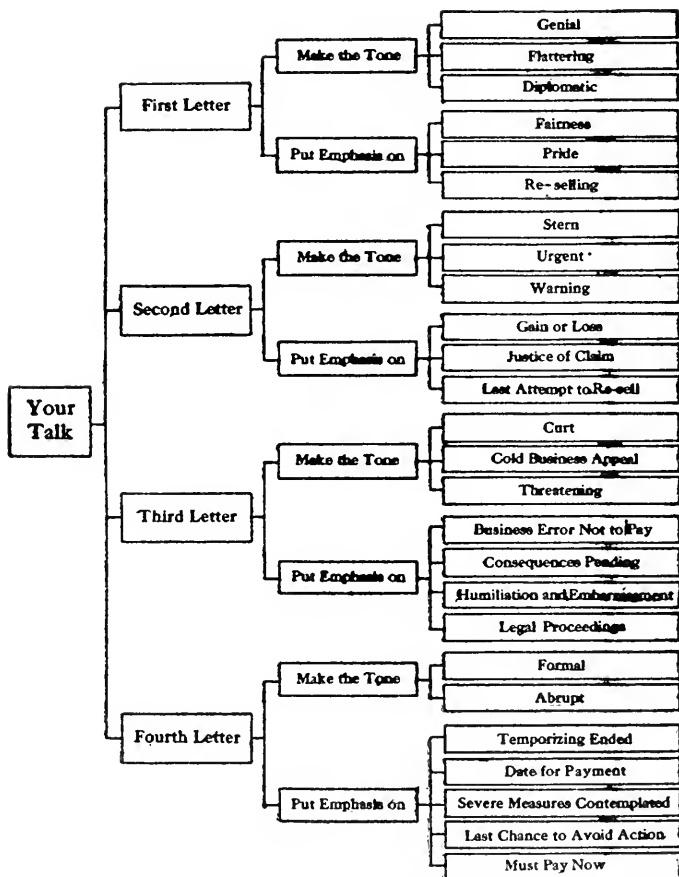 Your
Talk
First Letter
Make the Tone
Genial
Flattering
Diplomatic
Put Emphasis on
Fairness
Pride
Re-selling
Second Letter
Make the Tone
Stern
Urgent
Warning
Put Emphasis on
Gain or Loss
Justice of Claim
Last Attempt to Re-sell
Third Letter
Make the Tone
Curt
Cold Business Appeal
Threatening
Put Emphasis on
Business Error Not to Pay
Consequences Pending
Humiliation and Embarrassment
Legal Proceedings
Fourth Letter
Make the Tone
Formal
Abrupt
Put Emphasis on
Temporizing Ended
Date for Payment
Severe Measures Contemplated
Last Chance to Avoid Action
Must Pay Now